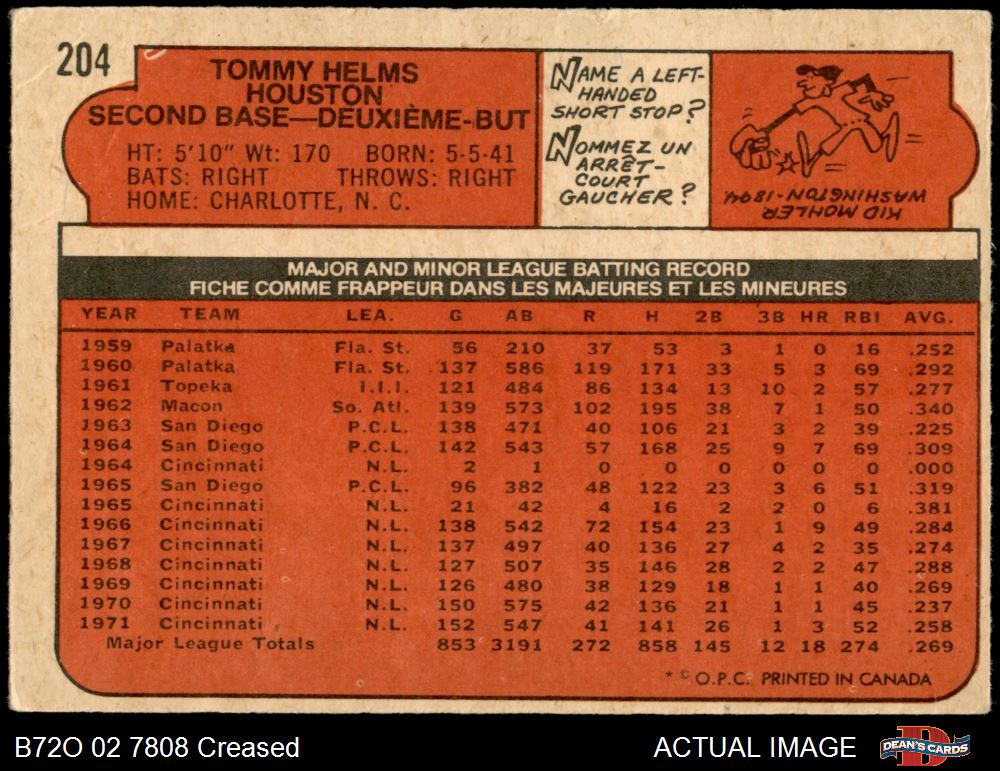 204
TOMMY HELMS
HOUSTON
SECOND BASE—DEUXIÈME-BUT
HT: 5'10" Wt: 170 BORN: 5-5-41
BATS: RIGHT THROWS: RIGHT
HOME: CHARLOTTE, N. C.
NAME A LEFT-
HANDED
SHORT STOP?
NOMMEZ UN
ARRÊT-
COURT
GAUCHER?
KID MOHLER
WASHINGTON-1894
MAJOR AND MINOR LEAGUE BATTING RECORD
FICHE COMME FRAPPEUR DANS LES MAJEURES ET LES MINEURES
YEAR TEAM LEA. G AB R H 2B 3B HR RBI AVG.
1959 Palatka Fla. St. 56 210 37 53 3 1 0 16 .252
1960 Palatka Fla. St. 137 586 119 171 33 5 3 69 .292
1961 Topeka I.I.I. 121 484 86 134 13 10 2 57 .277
1962 Macon So. Atl. 139 573 102 195 38 7 1 50 .340
1963 San Diego P.C.L. 138 471 40 106 21 3 2 39 .225
1964 San Diego P.C.L. 142 543 57 168 25 9 7 69 .309
1964 Cincinnati N.L. 2 1 0 0 0 0 0 0 .000
1965 San Diego P.C.L. 96 382 48 122 23 3 6 51 .319
1965 Cincinnati N.L. 21 42 4 16 2 2 0 6 .381
1966 Cincinnati N.L. 138 542 72 154 23 1 9 49 .284
1967 Cincinnati N.L. 137 497 40 136 27 4 2 35 .274
1968 Cincinnati N.L. 127 507 35 146 28 2 2 47 .288
1969 Cincinnati N.L. 126 480 38 129 18 1 1 40 .269
1970 Cincinnati N.L. 150 575 42 136 21 1 1 45 .237
1971 Cincinnati N.L. 152 547 41 141 26 1 3 52 .258
Major League Totals 853 3191 272 858 145 12 18 274 .269
* © O.P.C. PRINTED IN CANADA
B72O 02 7808 Creased
ACTUAL IMAGE
DEAN'S CARDS